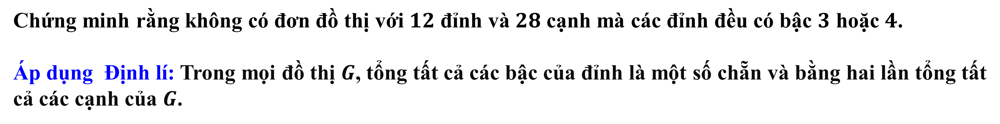 Chứng minh rằng không có đơn đồ thị với 12 đỉnh và 28 cạnh mà các đỉnh đều có bậc 3 hoặc 4.
Áp dụng Định lí: Trong mọi đồ thị G, tổng tất cả các bậc của đỉnh là một số chẵn và bằng hai lần tổng tất
cả các cạnh của G.